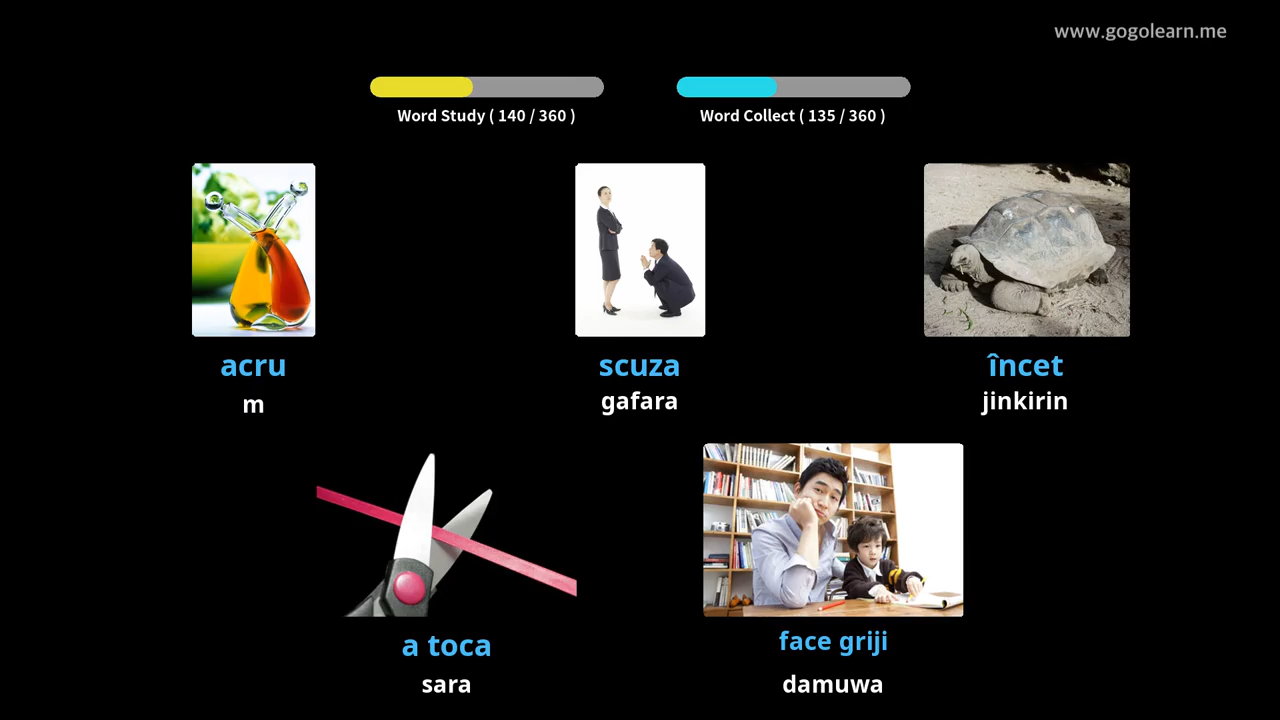 www.gogolearn.me
Word Study ( 140 / 360 )
Word Collect ( 135 / 360 )
acru
m
scuza
gafara
încet
jinkirin
a toca
sara
face griji
damuwa